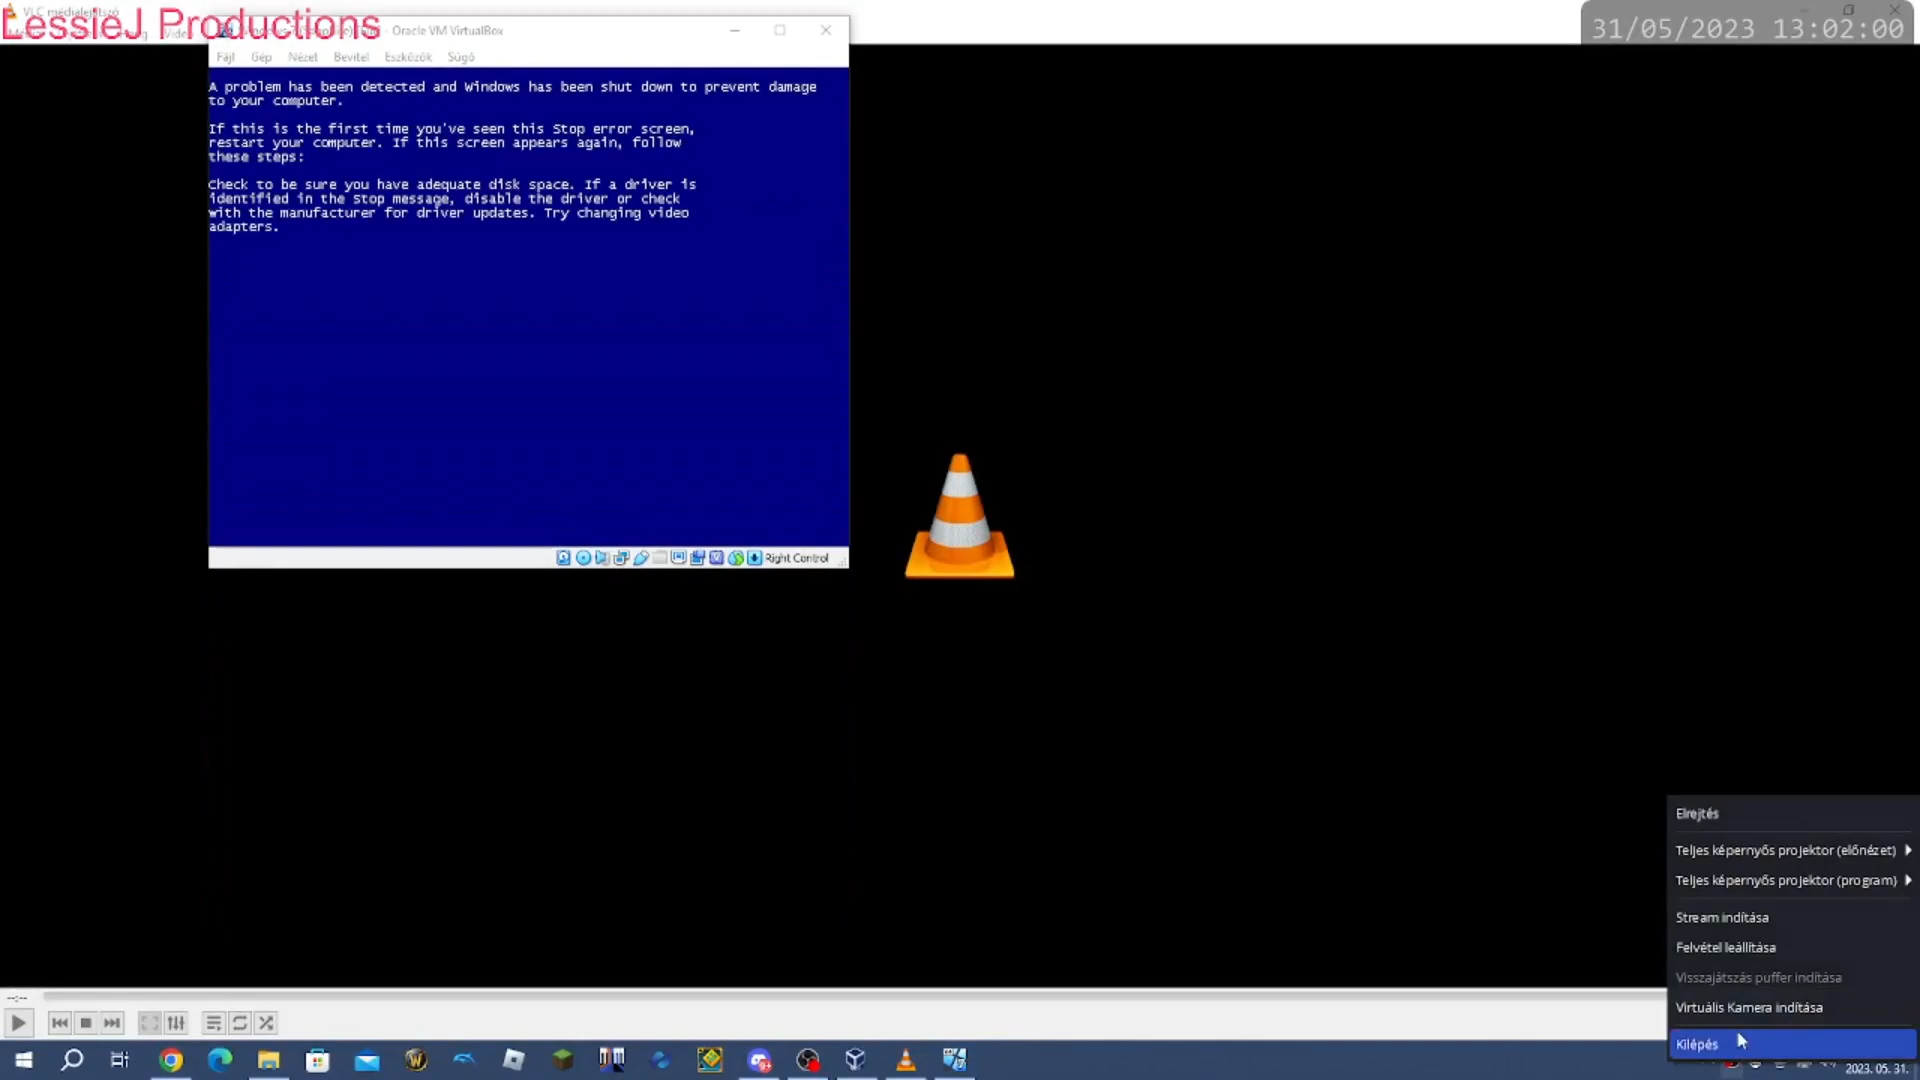 VLC médialejátszó
LessieJ Productions
31/05/2023 13:02:00
- Oracle VM VirtualBox
Fájl Gép Nézet Bevitel Eszközök Súgó
A problem has been detected and Windows has been shut down to prevent damage
to your computer.
If this is the first time you've seen this Stop error screen,
restart your computer. If this screen appears again, follow
these steps:
Check to be sure you have adequate disk space. If a driver is
identified in the Stop message, disable the driver or check
with the manufacturer for driver updates. Try changing video
adapters.
Right Control
Elrejtés
Teljes képernyős projektor (előnézet)
Teljes képernyős projektor (program)
Stream indítása
Felvétel leállítása
Visszajátszás puffer indítása
Virtuális Kamera indítása
Kilépés
--:--
2023. 05. 31.